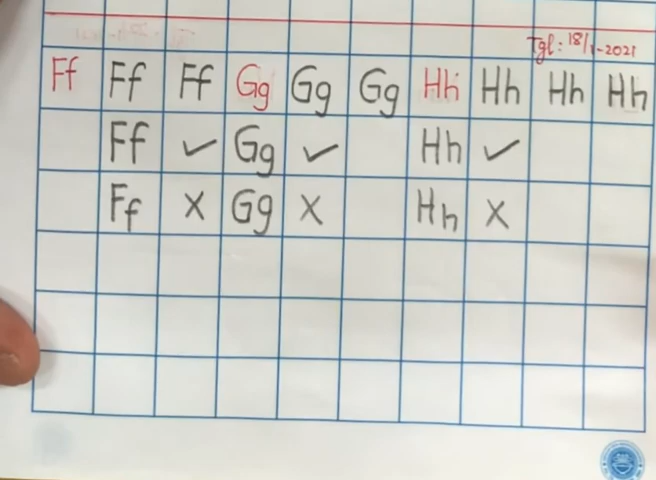 Tgl: 18/1-2021
Ff Ff Ff Gg Gg Gg Hh Hh Hh Hh
Ff ✓ Gg ✓ Hh ✓
Ff X Gg X Hh X